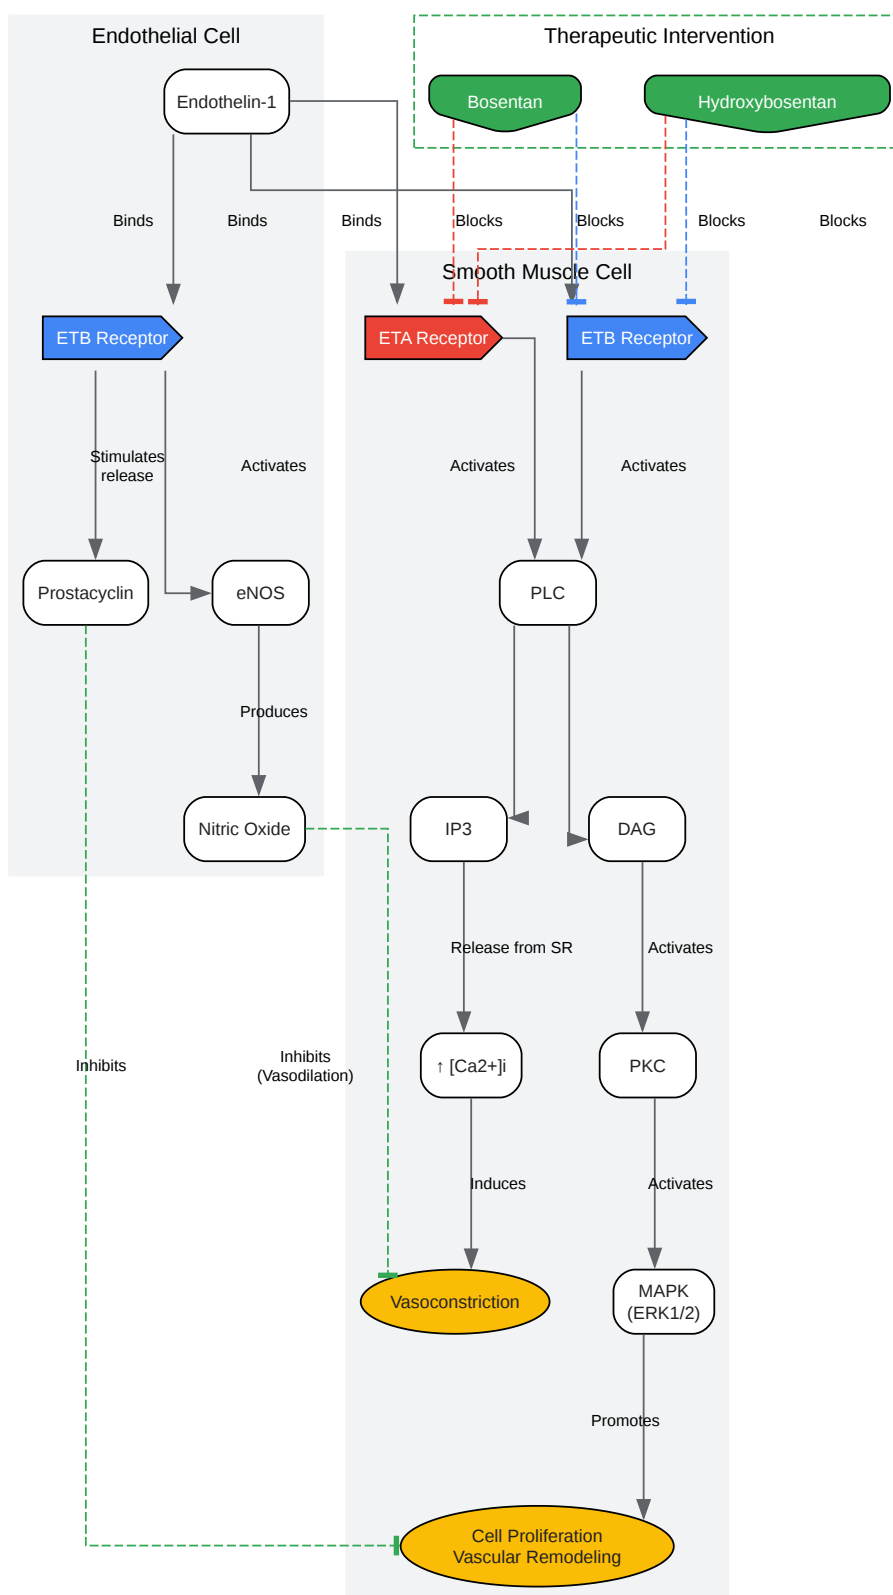 Endothelial Cell
Therapeutic Intervention
Endothelin-1
Bosentan
Hydroxybosentan
Binds
Binds
Binds
Blocks
Blocks
Blocks
Blocks
Smooth Muscle Cell
ETB Receptor
ETA Receptor
ETB Receptor
Stimulates
release
Activates
Activates
Activates
Prostacyclin
eNOS
PLC
Produces
Nitric Oxide
IP3
DAG
Release from SR
Activates
Inhibits
Inhibits
(Vasodilation)
↑ [Ca2+]i
PKC
Induces
Activates
Vasoconstriction
MAPK
(ERK1/2)
Promotes
Cell Proliferation
Vascular Remodeling